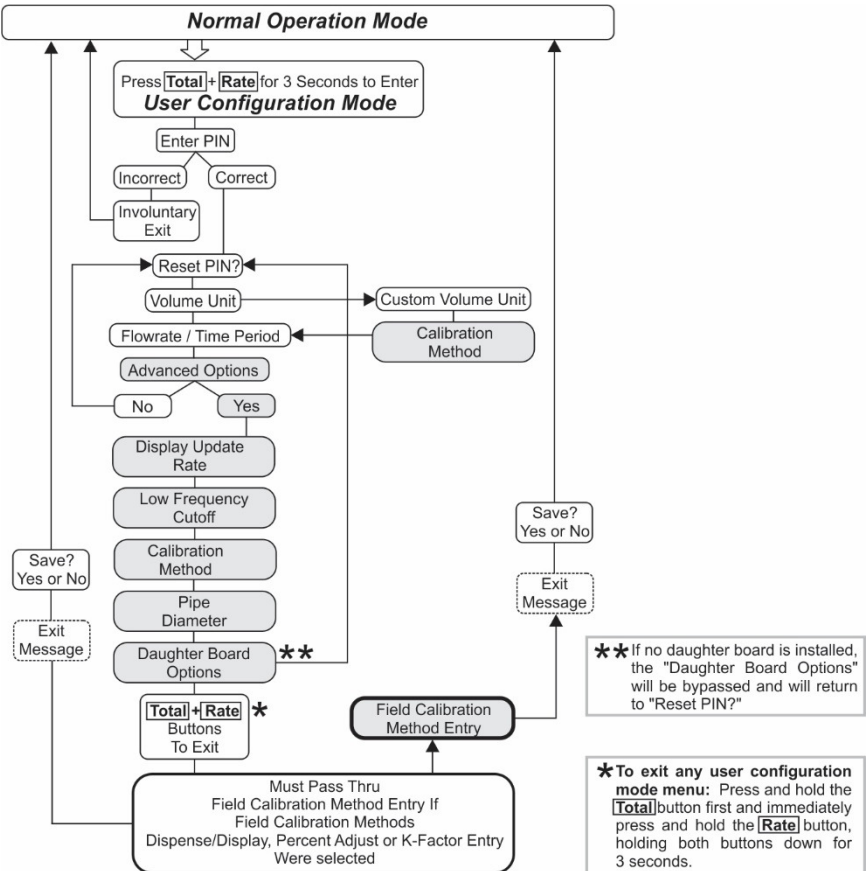 Normal Operation Mode
Press Total + Rate for 3 Seconds to Enter
User Configuration Mode
Enter PIN
Incorrect
Correct
Involuntary
Exit
Reset PIN?
Volume Unit
Custom Volume Unit
Flowrate / Time Period
Calibration
Method
Advanced Options
No
Yes
Display Update
Rate
Low Frequency
Cutoff
Calibration
Method
Pipe
Diameter
Daughter Board
Options
**
Total + Rate
Buttons
To Exit
*
Save?
Yes or No
Exit
Message
Must Pass Thru
Field Calibration Method Entry If
Field Calibration Methods
Dispense/Display, Percent Adjust or K-Factor Entry
Were selected
Field Calibration
Method Entry
Save?
Yes or No
Exit
Message
** If no daughter board is installed,
the "Daughter Board Options"
will be bypassed and will return
to "Reset PIN?"
* To exit any user configuration
mode menu: Press and hold the
Total button first and immediately
press and hold the Rate button,
holding both buttons down for
3 seconds.